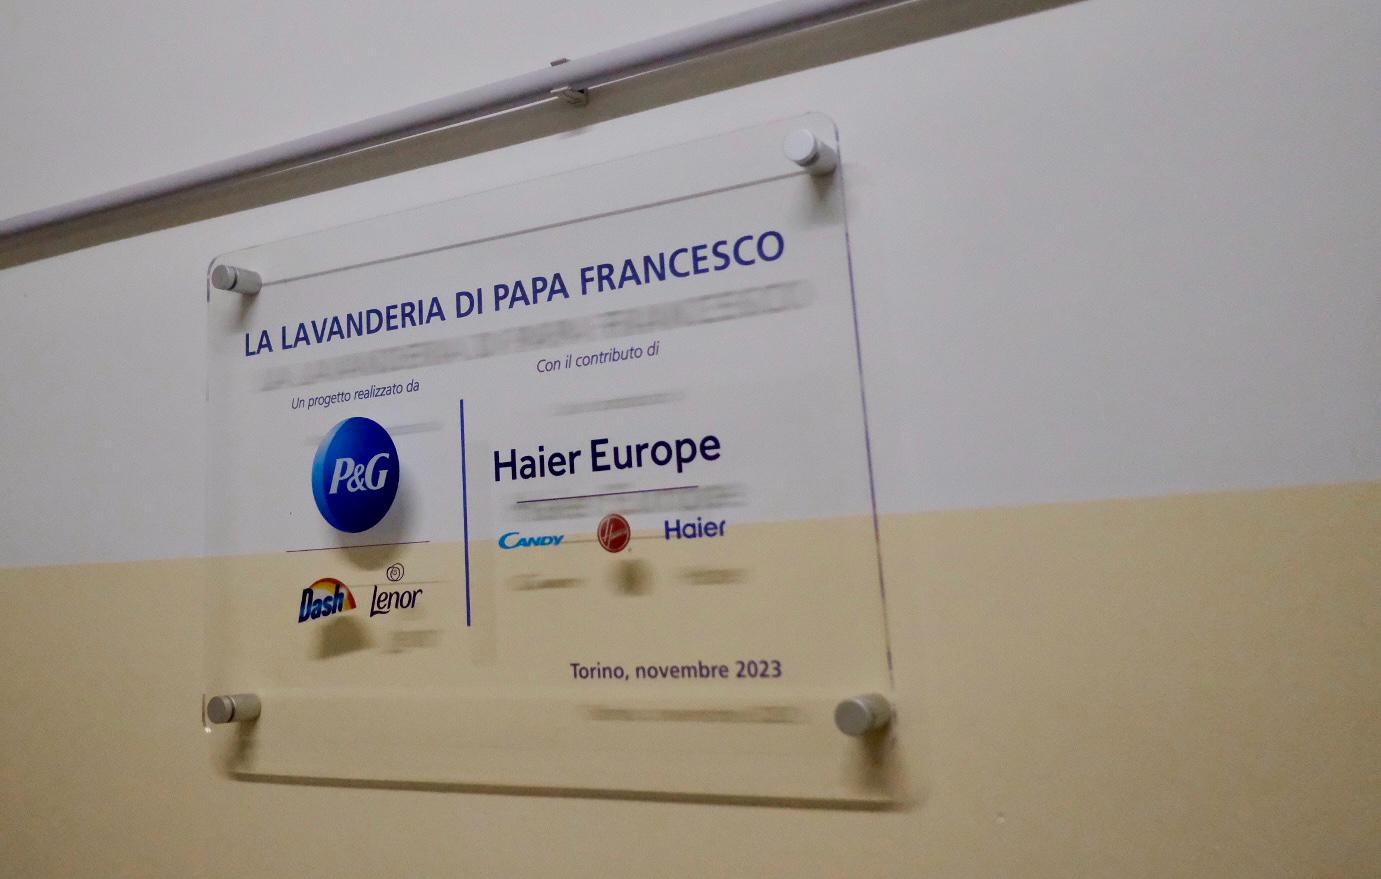 LA LAVANDERIA DI PAPA FRANCESCO
Un progetto realizzato da
P&G
Dash Lenor
Con il contributo di
Haier Europe
CANDY Hoover Haier
Torino, novembre 2023